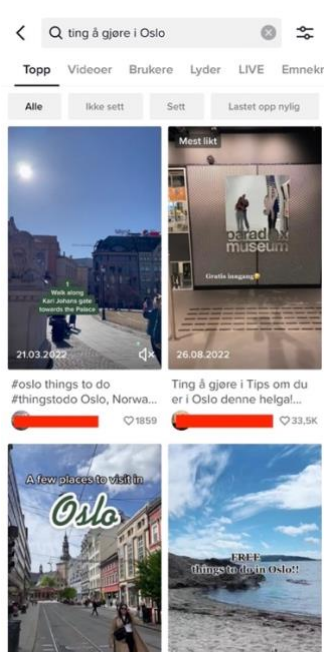 ting å gjøre i Oslo
Topp Videoer Brukere Lyder LIVE Emnekr
Alle Ikke sett Sett Lastet opp nylig
1
Walk along
Karl Johans gate
towards the Palace
21.03.2022
Mest likt
paradox
museum
Gratis inngang
26.08.2022
#oslo things to do
#thingstodo Oslo, Norwa...
1859
Ting å gjøre i Tips om du
er i Oslo denne helga!...
33,5K
A few places to visit in
Oslo
FREE
things to do in Oslo!!